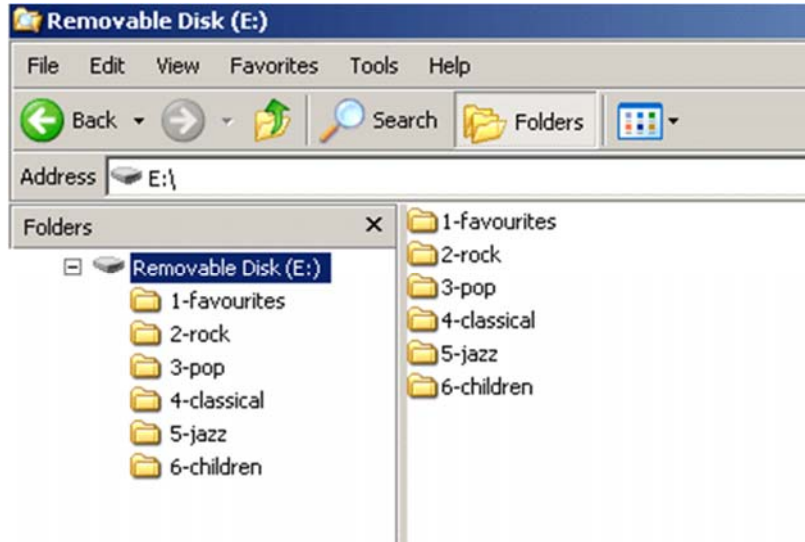 Removable Disk (E:)
File Edit View Favorites Tools Help
Back Search Folders
Address E:\
Folders X
Removable Disk (E:)
1-favourites
2-rock
3-pop
4-classical
5-jazz
6-children
1-favourites
2-rock
3-pop
4-classical
5-jazz
6-children